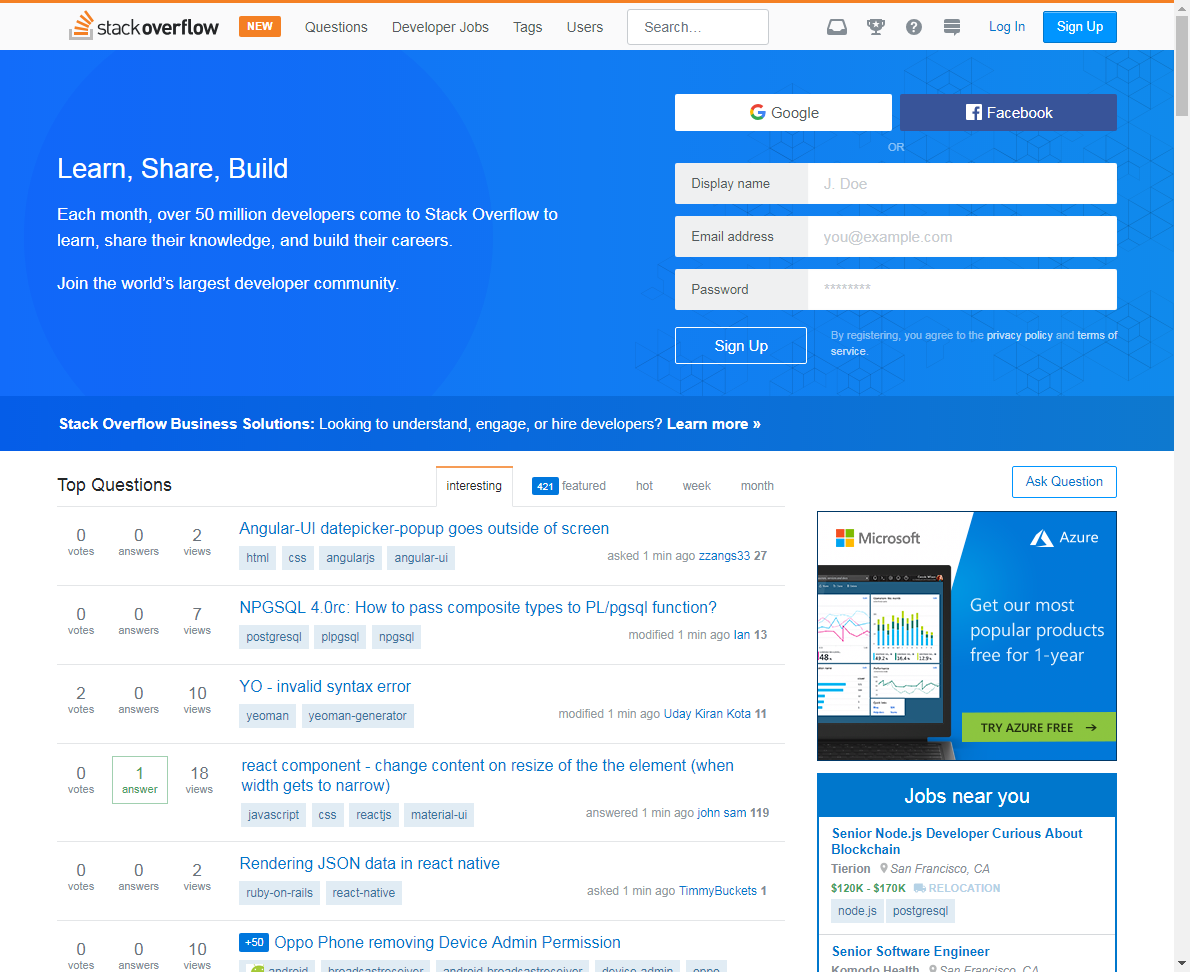 stackoverflow NEW Questions Developer Jobs Tags Users Search... Log In Sign Up
Google Facebook
OR
Learn, Share, Build
Each month, over 50 million developers come to Stack Overflow to
learn, share their knowledge, and build their careers.
Join the world’s largest developer community.
Display name J. Doe
Email address you@example.com
Password ********
Sign Up
By registering, you agree to the privacy policy and terms of
service.
Stack Overflow Business Solutions: Looking to understand, engage, or hire developers? Learn more »
Top Questions interesting 421 featured hot week month
Ask Question
0 votes 0 answers 2 views
Angular-UI datepicker-popup goes outside of screen
html css angularjs angular-ui
asked 1 min ago zzangs33 27
0 votes 0 answers 7 views
NPGSQL 4.0rc: How to pass composite types to PL/pgsql function?
postgresql plpgsql npgsql
modified 1 min ago Ian 13
2 votes 0 answers 10 views
YO - invalid syntax error
yeoman yeoman-generator
modified 1 min ago Uday Kiran Kota 11
0 votes 1 answer 18 views
react component - change content on resize of the the element (when
width gets to narrow)
javascript css reactjs material-ui
answered 1 min ago john sam 119
0 votes 0 answers 2 views
Rendering JSON data in react native
ruby-on-rails react-native
asked 1 min ago TimmyBuckets 1
0 votes 0 answers 10 views
+50 Oppo Phone removing Device Admin Permission
android broadcastreceiver android-broadcastreceiver device-admin oppo
Microsoft Azure
Get our most
popular products
free for 1-year
TRY AZURE FREE
Jobs near you
Senior Node.js Developer Curious About
Blockchain
Tierion San Francisco, CA
$120K - $170K RELOCATION
node.js postgresql
Senior Software Engineer
Komodo Health San Francisco, CA